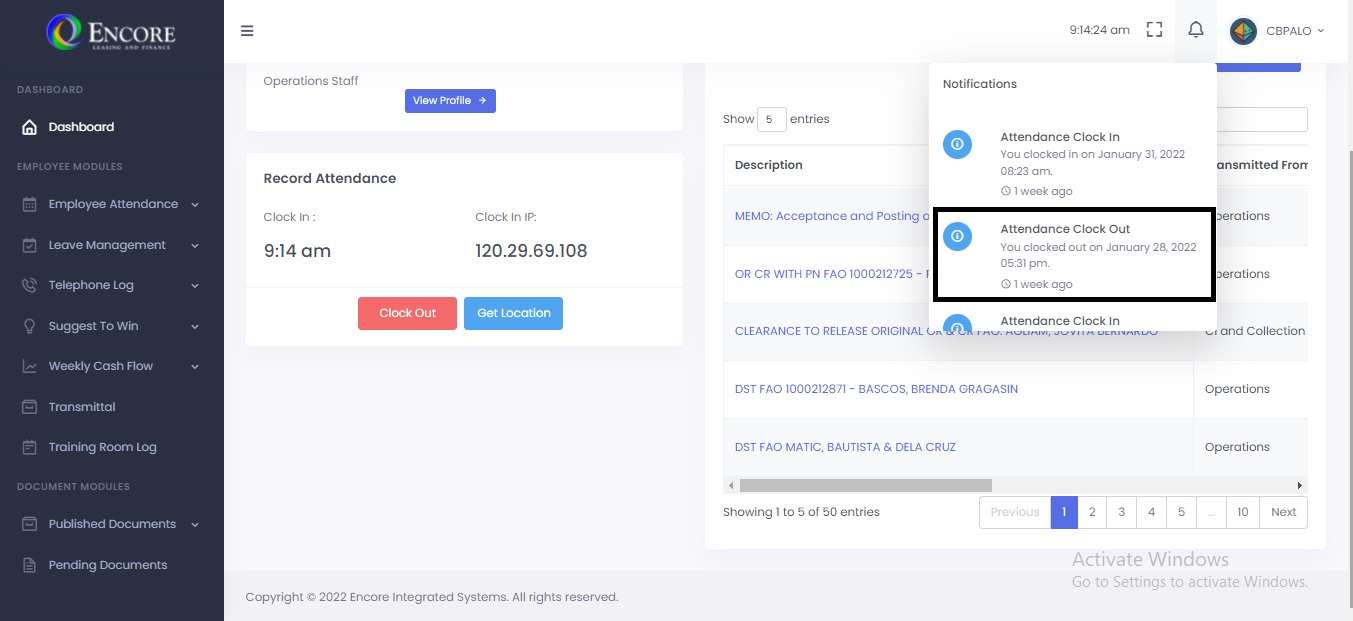 ENCORE
LEASING AND FINANCE
DASHBOARD
Dashboard
EMPLOYEE MODULES
Employee Attendance
Leave Management
Telephone Log
Suggest To Win
Weekly Cash Flow
Transmittal
Training Room Log
DOCUMENT MODULES
Published Documents
Pending Documents
9:14:24 am
CBPALO
Operations Staff
View Profile
Record Attendance
Clock In :
Clock In IP:
9:14 am
120.29.69.108
Clock Out
Get Location
Show 5 entries
Description
ansmitted From
MEMO: Acceptance and Posting
perations
OR CR WITH PN FAO 1000212725 -
perations
CLEARANCE TO RELEASE ORIGINAL OR & CR FAO: AGLIAM, JOVITA BERNARDO
CI and Collection
DST FAO 1000212871 - BASCOS, BRENDA GRAGASIN
Operations
DST FAO MATIC, BAUTISTA & DELA CRUZ
Operations
Showing 1 to 5 of 50 entries
Previous 1 2 3 4 5 ... 10 Next
Notifications
Attendance Clock In
You clocked in on January 31, 2022
08:23 am.
1 week ago
Attendance Clock Out
You clocked out on January 28, 2022
05:31 pm.
1 week ago
Attendance Clock In
Activate Windows
Go to Settings to activate Windows.
Copyright © 2022 Encore Integrated Systems. All rights reserved.